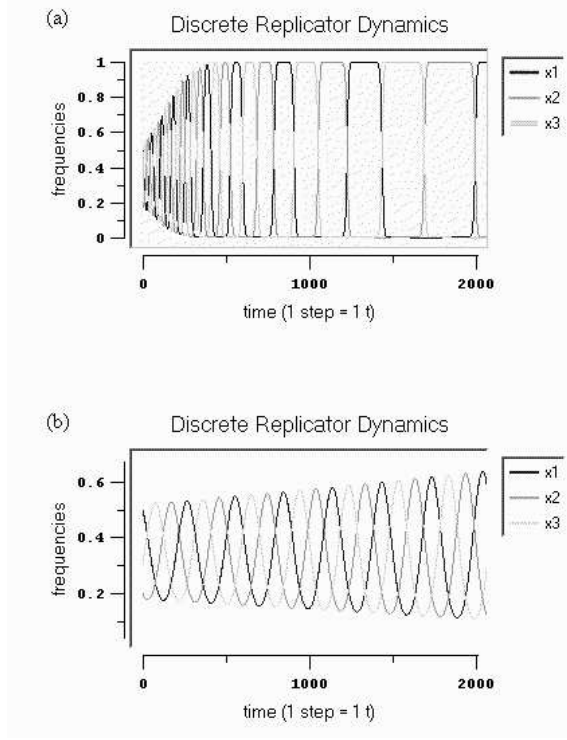 (a)
Discrete Replicator Dynamics
frequencies
1
0.8
0.6
0.4
0.2
0
0
1000
2000
time (1 step = 1 t)
x1
x2
x3
(b)
Discrete Replicator Dynamics
frequencies
0.6
0.4
0.2
0
1000
2000
time (1 step = 1 t)
x1
x2
x3